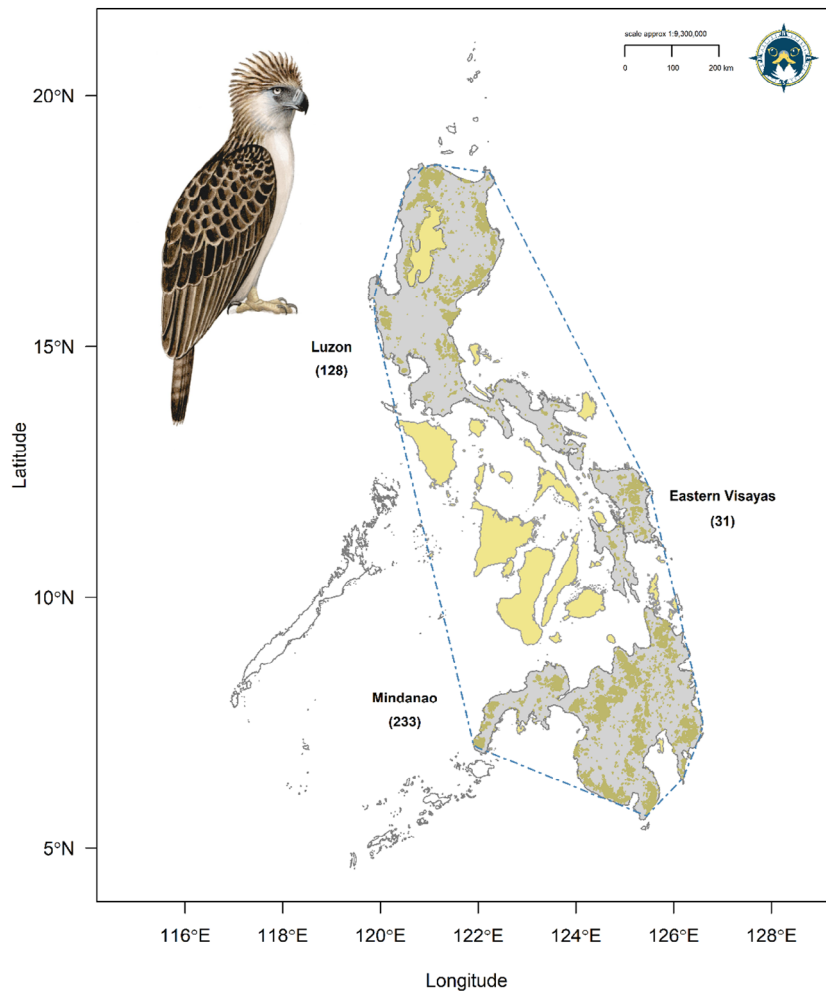 scale approx 1:9,300,000
0 100 200 km
20°N
15°N
10°N
5°N
Latitude
Luzon
(128)
Eastern Visayas
(31)
Mindanao
(233)
116°E 118°E 120°E 122°E 124°E 126°E 128°E
Longitude